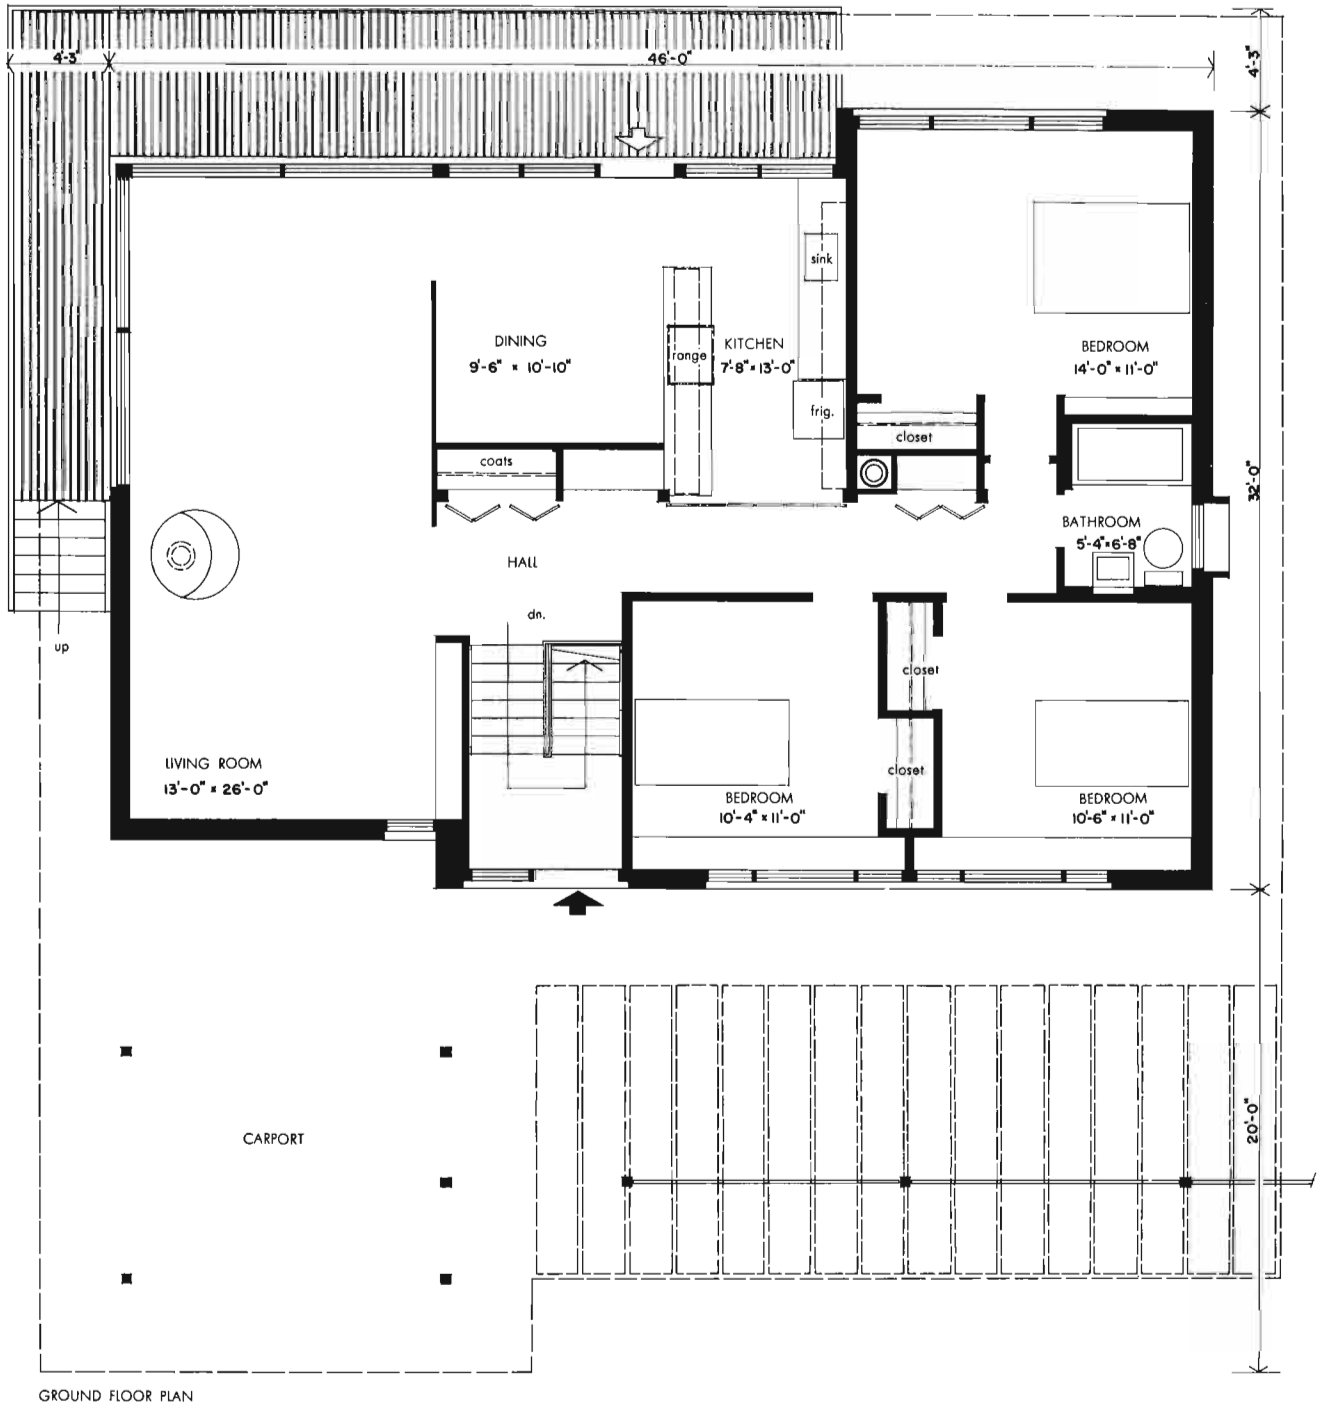 4'-3"
46'-0"
4'-3"
sink
DINING
9'-6" x 10'-10"
range
KITCHEN
7'-8" x 13'-0"
BEDROOM
14'-0" x 11'-0"
frig.
closet
coats
32'-0"
BATHROOM
5'-4" x 6'-8"
HALL
dn.
up
closet
LIVING ROOM
13'-0" x 26'-0"
closet
BEDROOM
10'-4" x 11'-0"
BEDROOM
10'-6" x 11'-0"
20'-0"
CARPORT
GROUND FLOOR PLAN